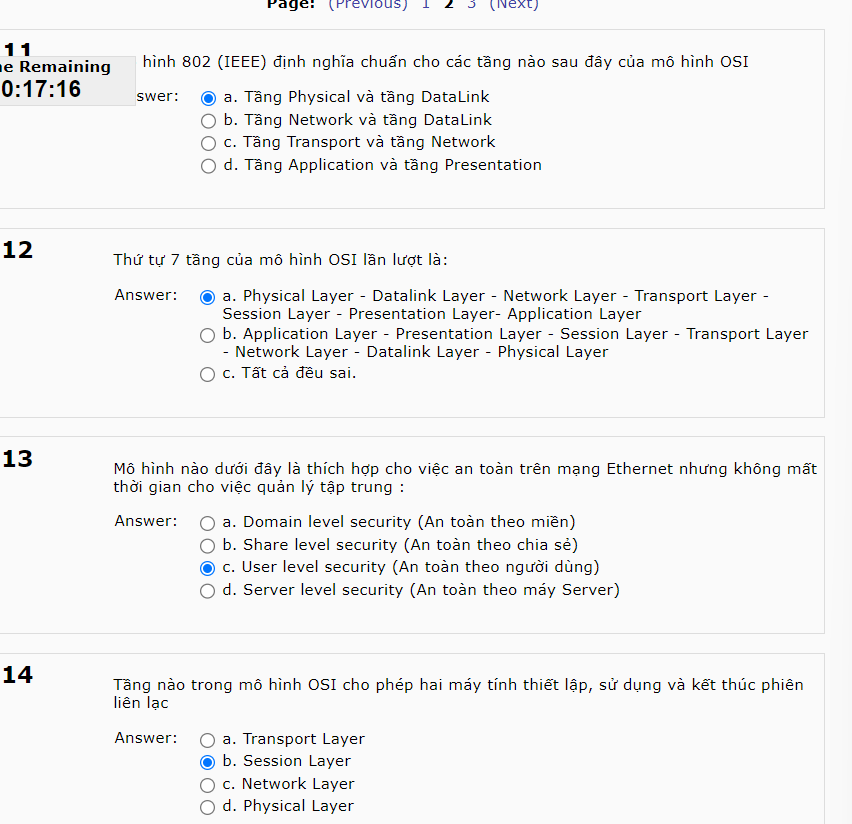 Page: (Previous) 1 2 3 (Next)
11
e Remaining
0:17:16
hình 802 (IEEE) định nghĩa chuẩn cho các tầng nào sau đây của mô hình OSI
swer:
a. Tầng Physical và tầng DataLink
b. Tầng Network và tầng DataLink
c. Tầng Transport và tầng Network
d. Tầng Application và tầng Presentation
12
Thứ tự 7 tầng của mô hình OSI lần lượt là:
Answer:
a. Physical Layer - Datalink Layer - Network Layer - Transport Layer -
Session Layer - Presentation Layer- Application Layer
b. Application Layer - Presentation Layer - Session Layer - Transport Layer
- Network Layer - Datalink Layer - Physical Layer
c. Tất cả đều sai.
13
Mô hình nào dưới đây là thích hợp cho việc an toàn trên mạng Ethernet nhưng không mất
thời gian cho việc quản lý tập trung :
Answer:
a. Domain level security (An toàn theo miền)
b. Share level security (An toàn theo chia sẻ)
c. User level security (An toàn theo người dùng)
d. Server level security (An toàn theo máy Server)
14
Tầng nào trong mô hình OSI cho phép hai máy tính thiết lập, sử dụng và kết thúc phiên
liên lạc
Answer:
a. Transport Layer
b. Session Layer
c. Network Layer
d. Physical Layer